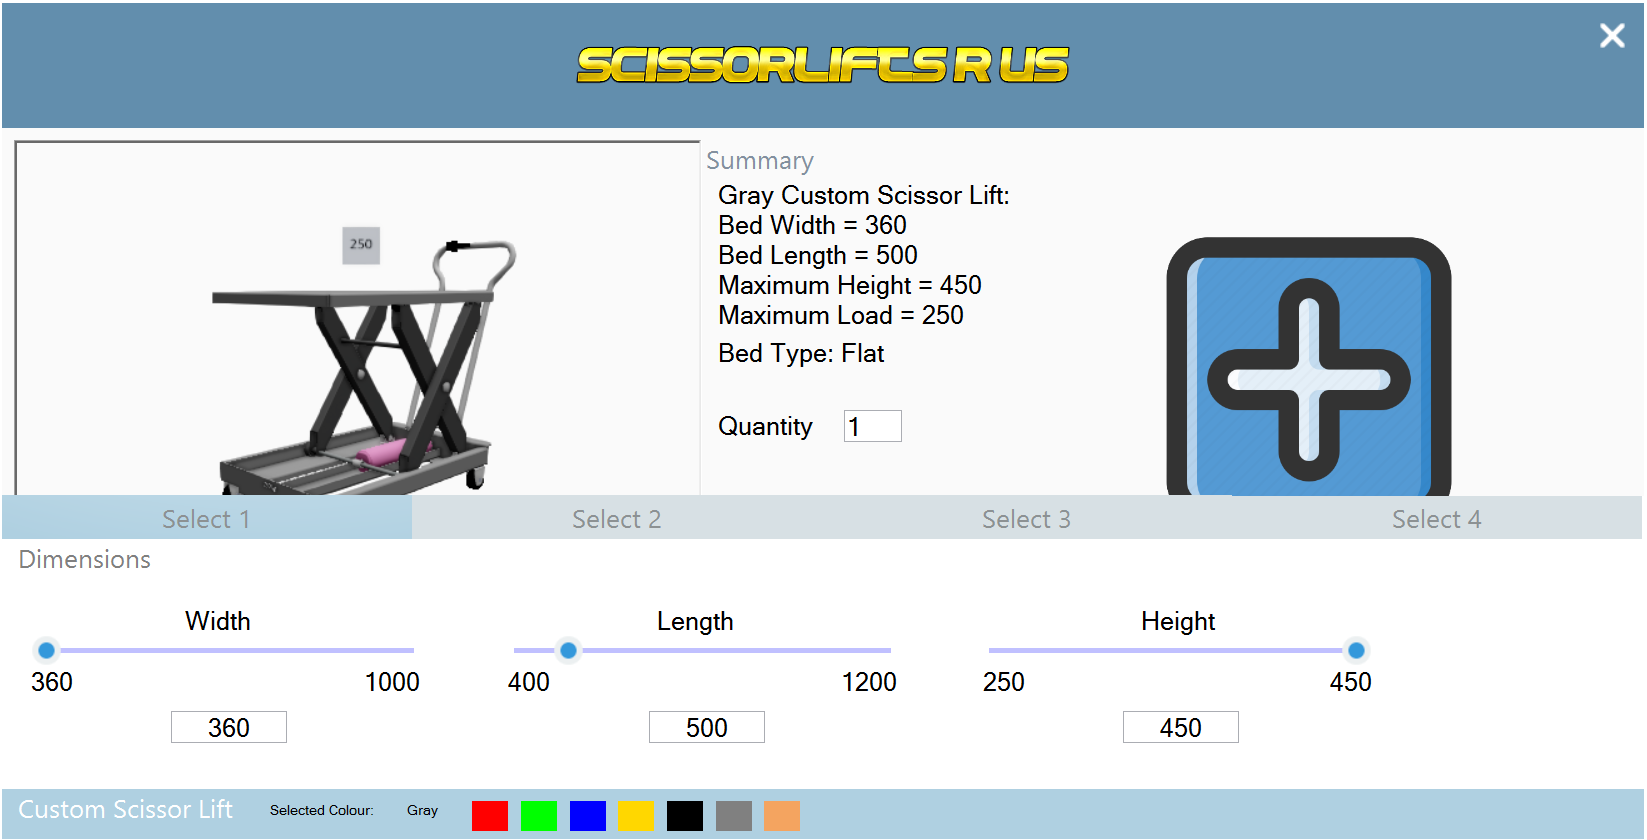 SCISSORLIFTS R US
Summary
Gray Custom Scissor Lift:
Bed Width = 360
Bed Length = 500
Maximum Height = 450
Maximum Load = 250
Bed Type: Flat
Quantity 1
250
Select 1 Select 2 Select 3 Select 4
Dimensions
Width Length Height
360 1000 400 1200 250 450
360 500 450
Custom Scissor Lift Selected Colour: Gray